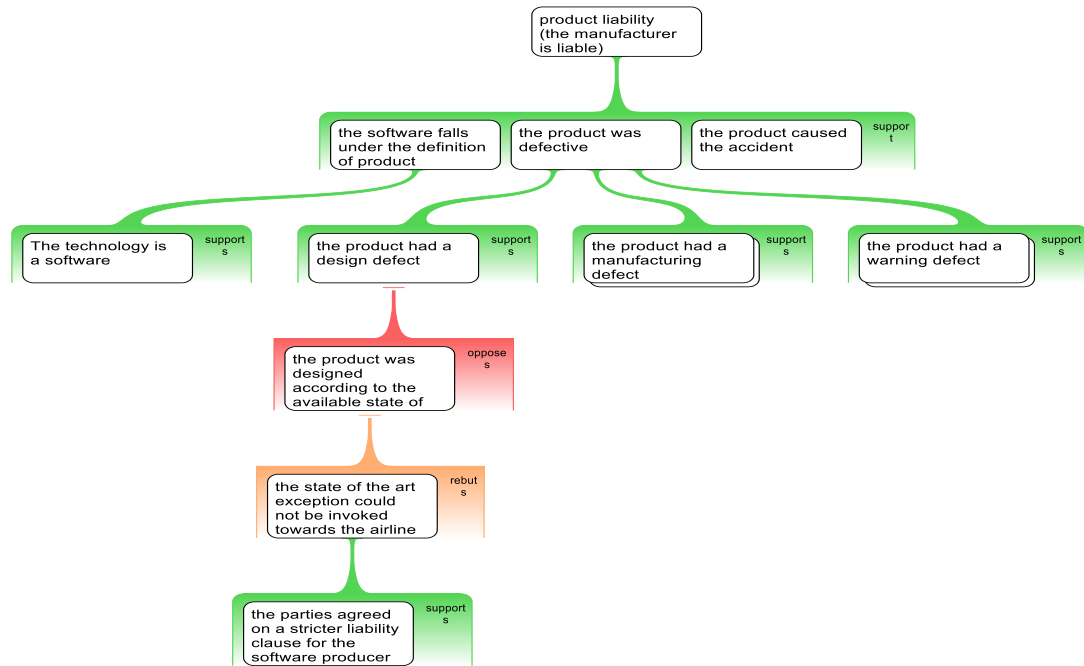 product liability
(the manufacturer
is liable)
the software falls
under the definition
of product
the product was
defective
the product caused
the accident
suppor
t
The technology is
a software
support
s
the product had a
design defect
support
s
the product had a
manufacturing
defect
support
s
the product had a
warning defect
support
s
the product was
designed
according to the
available state of
oppose
s
the state of the art
exception could
not be invoked
towards the airline
rebut
s
the parties agreed
on a stricter liability
clause for the
software producer
support
s